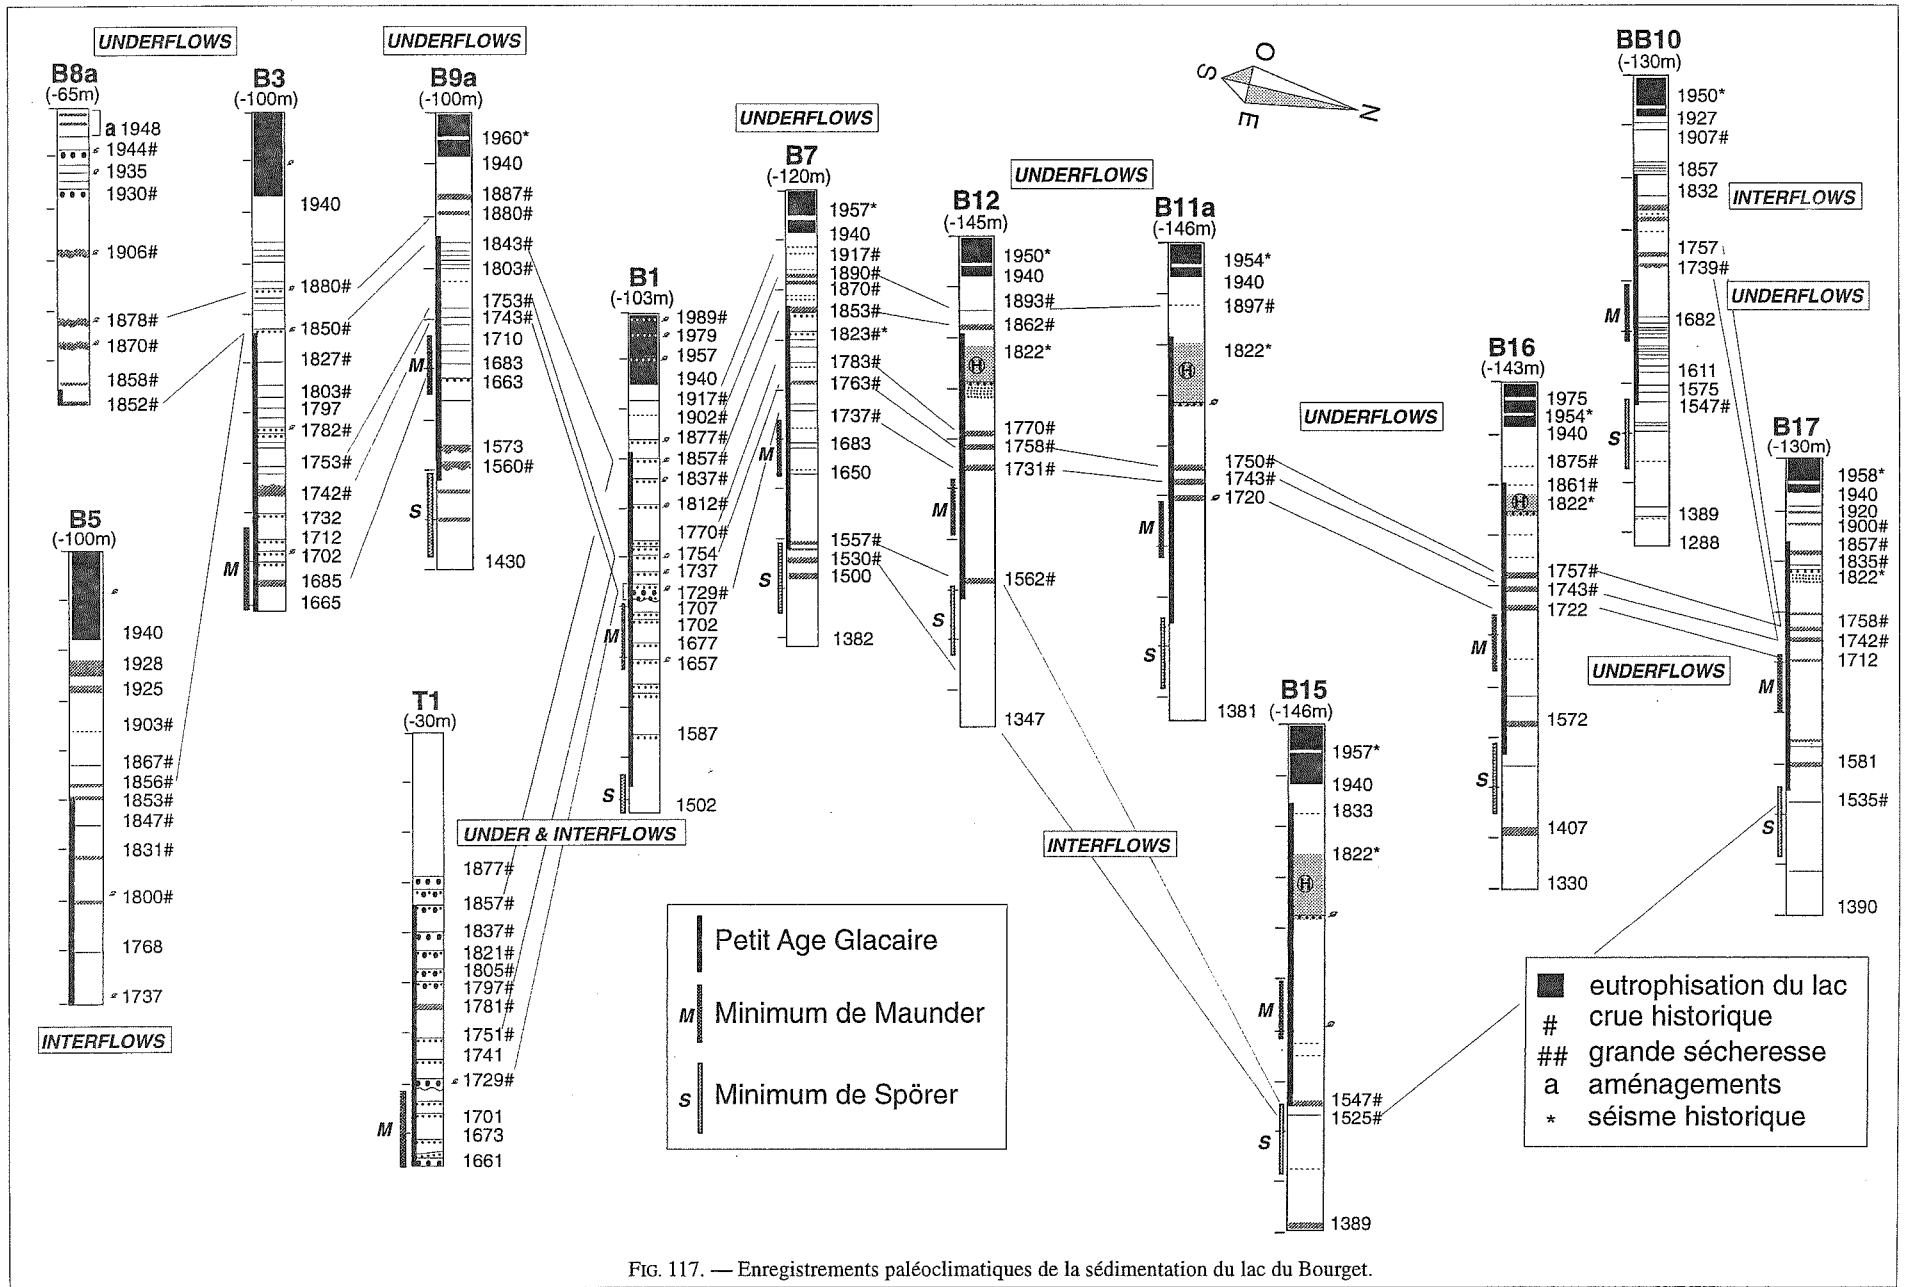 UNDERFLOWS
B8a
(-65m)
a 1948
1944#
1935
1930#
1906#
1878#
1870#
1858#
1852#
B3
(-100m)
1940
1880#
1850#
1827#
1803#
1797
1782#
1753#
1742#
1732
1712
1702
1685
1665
M
B5
(-100m)
1940
1928
1925
1903#
1867#
1856#
1853#
1847#
1831#
1800#
1768
1737
INTERFLOWS
UNDERFLOWS
B9a
(-100m)
1960*
1940
1887#
1880#
1843#
1803#
1753#
1743#
1710
1683
1663
1573
1560#
1430
M
S
T1
(-30m)
1877#
1857#
1837#
1821#
1805#
1797#
1781#
1751#
1741
1729#
1701
1673
1661
M
UNDER & INTERFLOWS
B1
(-103m)
1989#
1979
1957
1940
1917#
1902#
1877#
1857#
1837#
1812#
1770#
1754
1737
1729#
1707
1702
1677
1657
1587
1502
M
S
UNDERFLOWS
B7
(-120m)
1957*
1940
1917#
1890#
1870#
1853#
1823#*
1783#
1763#
1737#
1683
1650
1557#
1530#
1500
1382
M
S
B12
(-145m)
1950*
1940
1893#
1862#
1822*
H
1770#
1758#
1731#
1562#
1347
M
S
UNDERFLOWS
B11a
(-146m)
1954*
1940
1897#
1822*
H
1750#
1743#
1720
1381
M
S
O
S
E
N
INTERFLOWS
B15
(-146m)
1957*
1940
1833
1822*
H
1547#
1525#
1389
M
S
UNDERFLOWS
B16
(-143m)
1975
1954*
1940
1875#
1861#
1822*
H
1757#
1743#
1722
1572
1407
1330
M
S
BB10
(-130m)
1950*
1927
1907#
1857
1832
1757
1739#
1682
1611
1575
1547#
1389
1288
M
S
INTERFLOWS
UNDERFLOWS
UNDERFLOWS
B17
(-130m)
1958*
1940
1920
1900#
1857#
1835#
1822*
1758#
1742#
1712
1581
1535#
1390
M
S
Petit Age Glacaire
M Minimum de Maunder
S Minimum de Spörer
eutrophisation du lac
# crue historique
## grande sécheresse
a aménagements
* séisme historique
FIG. 117. — Enregistrements paléoclimatiques de la sédimentation du lac du Bourget.